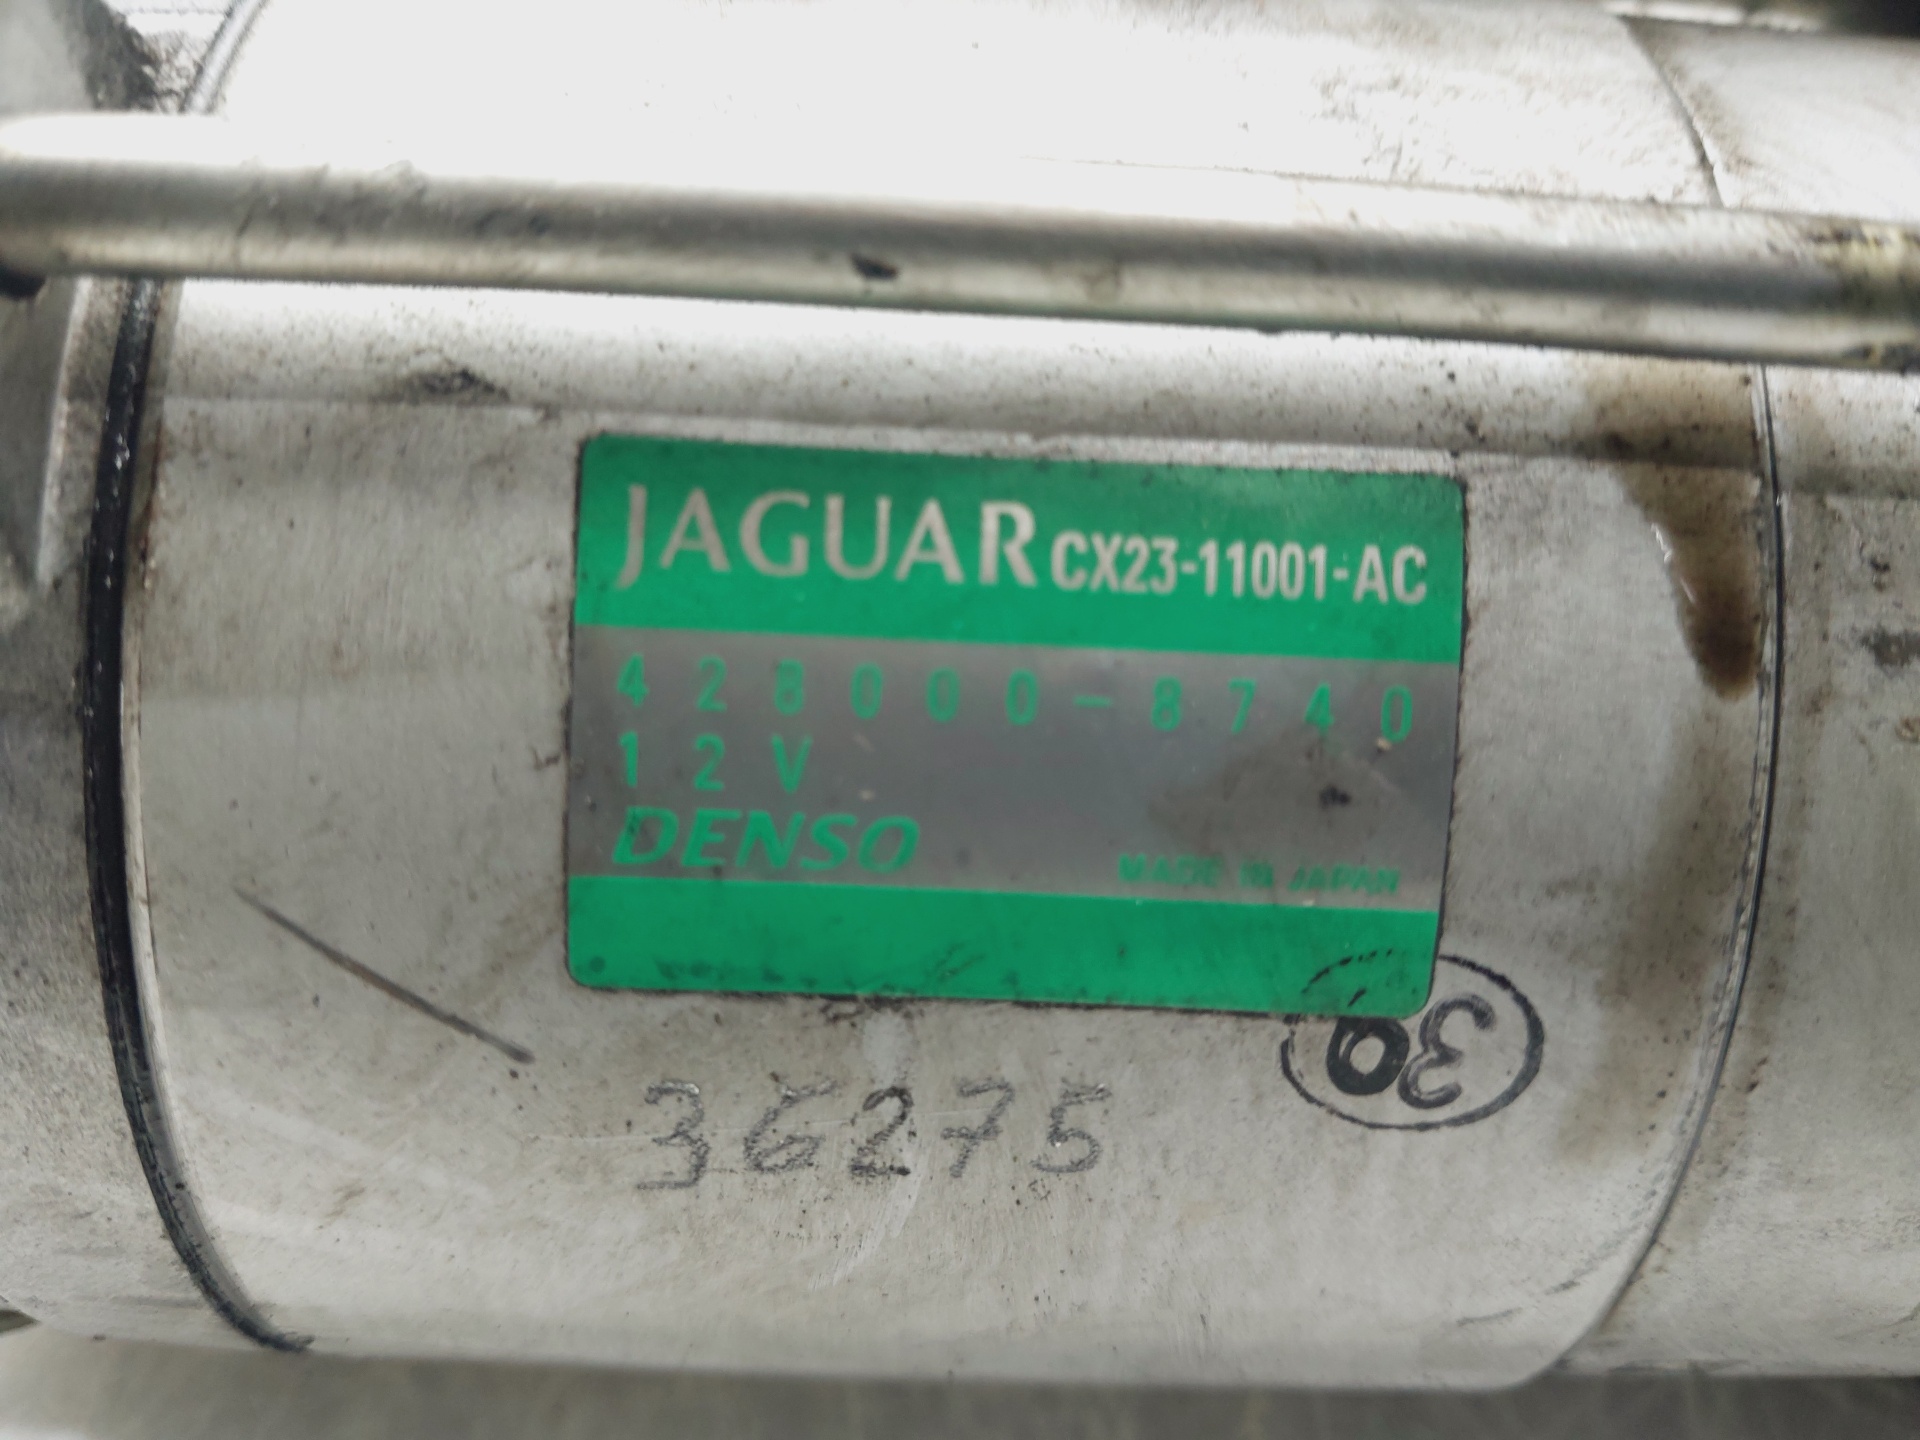 JAGUAR CX23-11001-AC
428000-8740
12V
DENSO MADE IN JAPAN
30
36275